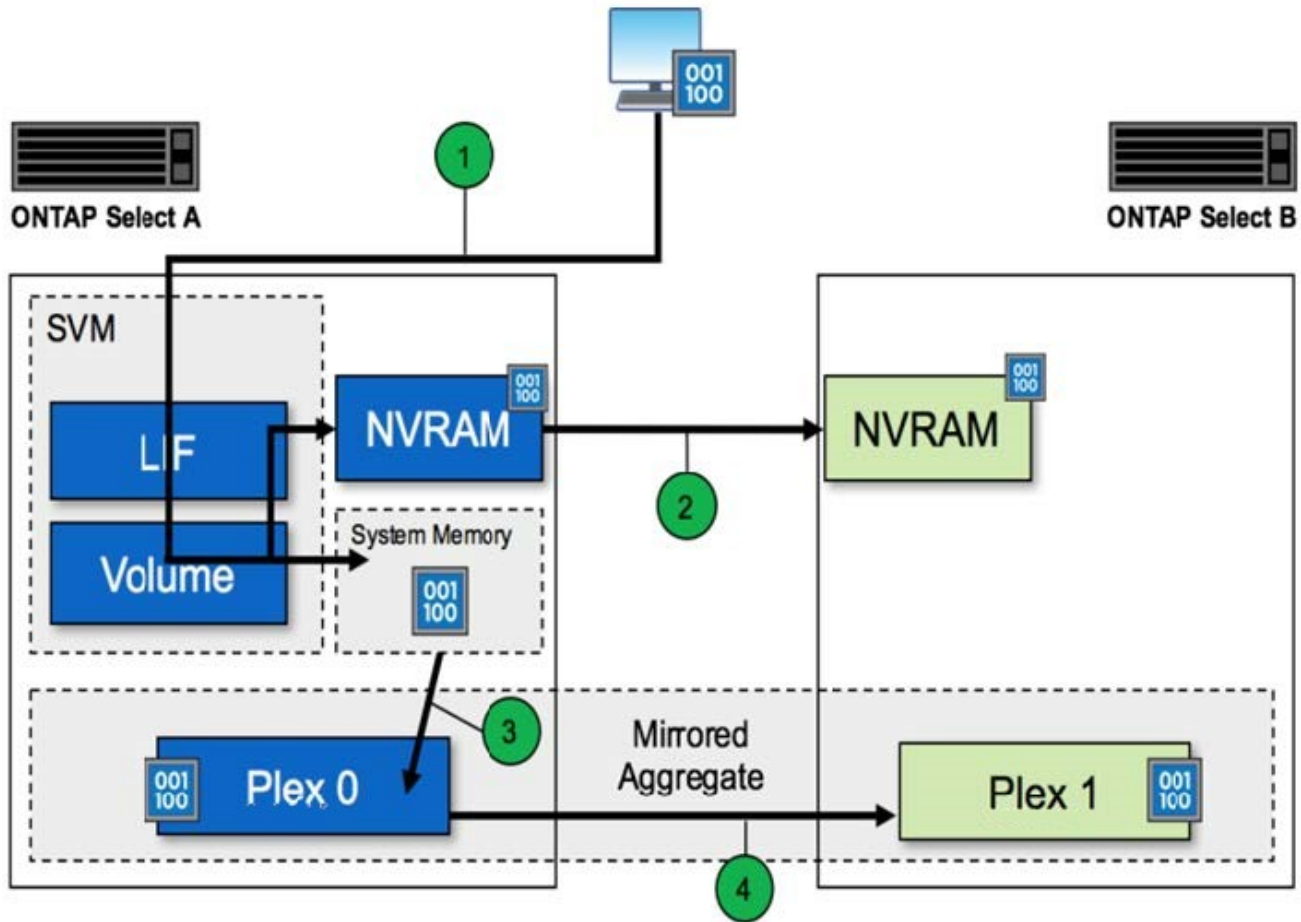 001
100
1
ONTAP Select A
ONTAP Select B
SVM
LIF
Volume
NVRAM
001
100
2
NVRAM
001
100
System Memory
001
100
3
Mirrored
Aggregate
001
100
Plex 0
Plex 1
001
100
4